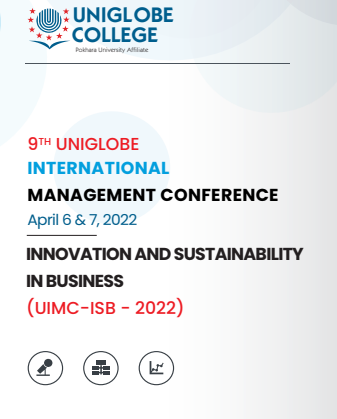 UNIGLOBE
COLLEGE
Pokhara University Affiliate
9TH UNIGLOBE
INTERNATIONAL
MANAGEMENT CONFERENCE
April 6 & 7, 2022
INNOVATION AND SUSTAINABILITY
IN BUSINESS
(UIMC-ISB - 2022)